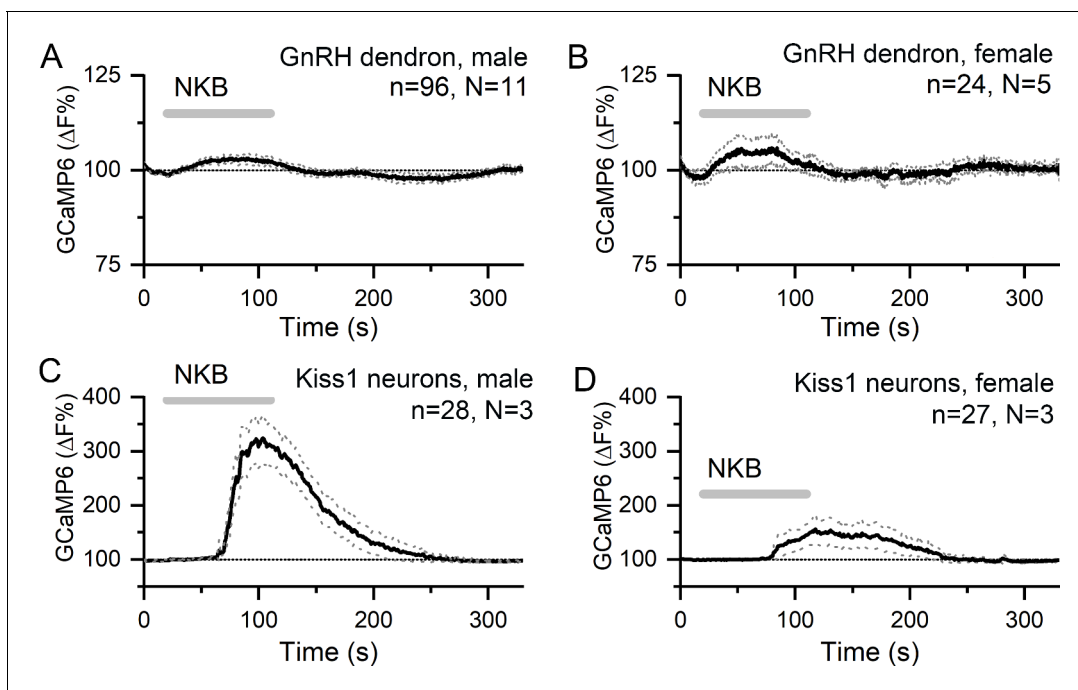 A
GnRH dendron, male
n=96, N=11
NKB
125
100
75
GCaMP6 (ΔF%)
0 100 200 300
Time (s)
B
GnRH dendron, female
n=24, N=5
NKB
125
100
75
GCaMP6 (ΔF%)
0 100 200 300
Time (s)
C
NKB
Kiss1 neurons, male
n=28, N=3
400
300
200
100
GCaMP6 (ΔF%)
0 100 200 300
Time (s)
D
Kiss1 neurons, female
n=27, N=3
NKB
400
300
200
100
GCaMP6 (ΔF%)
0 100 200 300
Time (s)